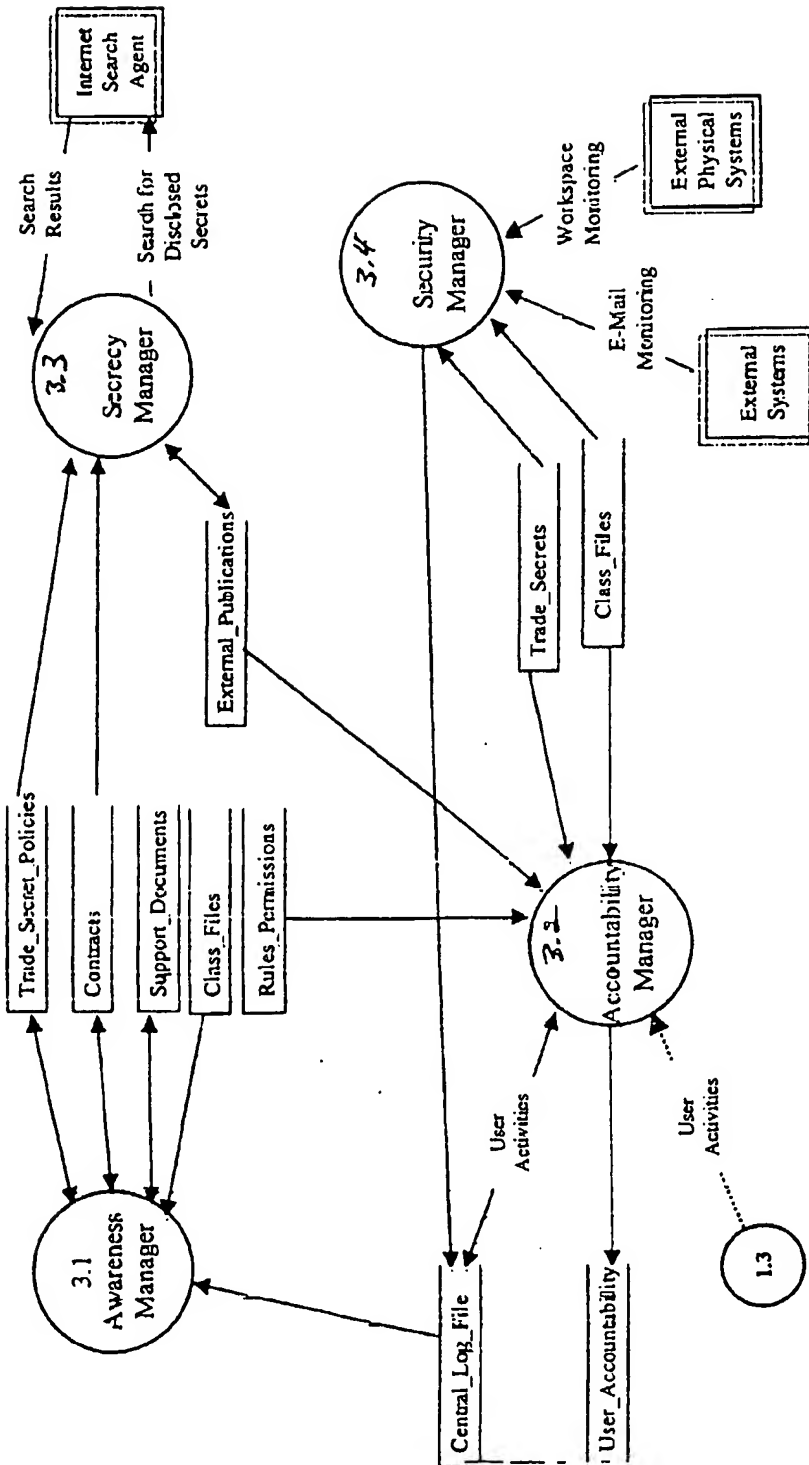 3.1
Awareness
Manager
Trade_Secret_Policies
Contracts
Support_Documents
Class_Files
Rules_Permissions
3.3
Secrecy
Manager
Search
Results
Search for
Disclosed
Secrets
Internet
Search
Agent
External_Publications
Central_Log_File
User_Accountability
User
Activities
User
Activities
1.3
3.2
Accountability
Manager
Trade_Secrets
Class_Files
3.4
Security
Manager
E-Mail
Monitoring
Workspace
Monitoring
External
Systems
External
Physical
Systems